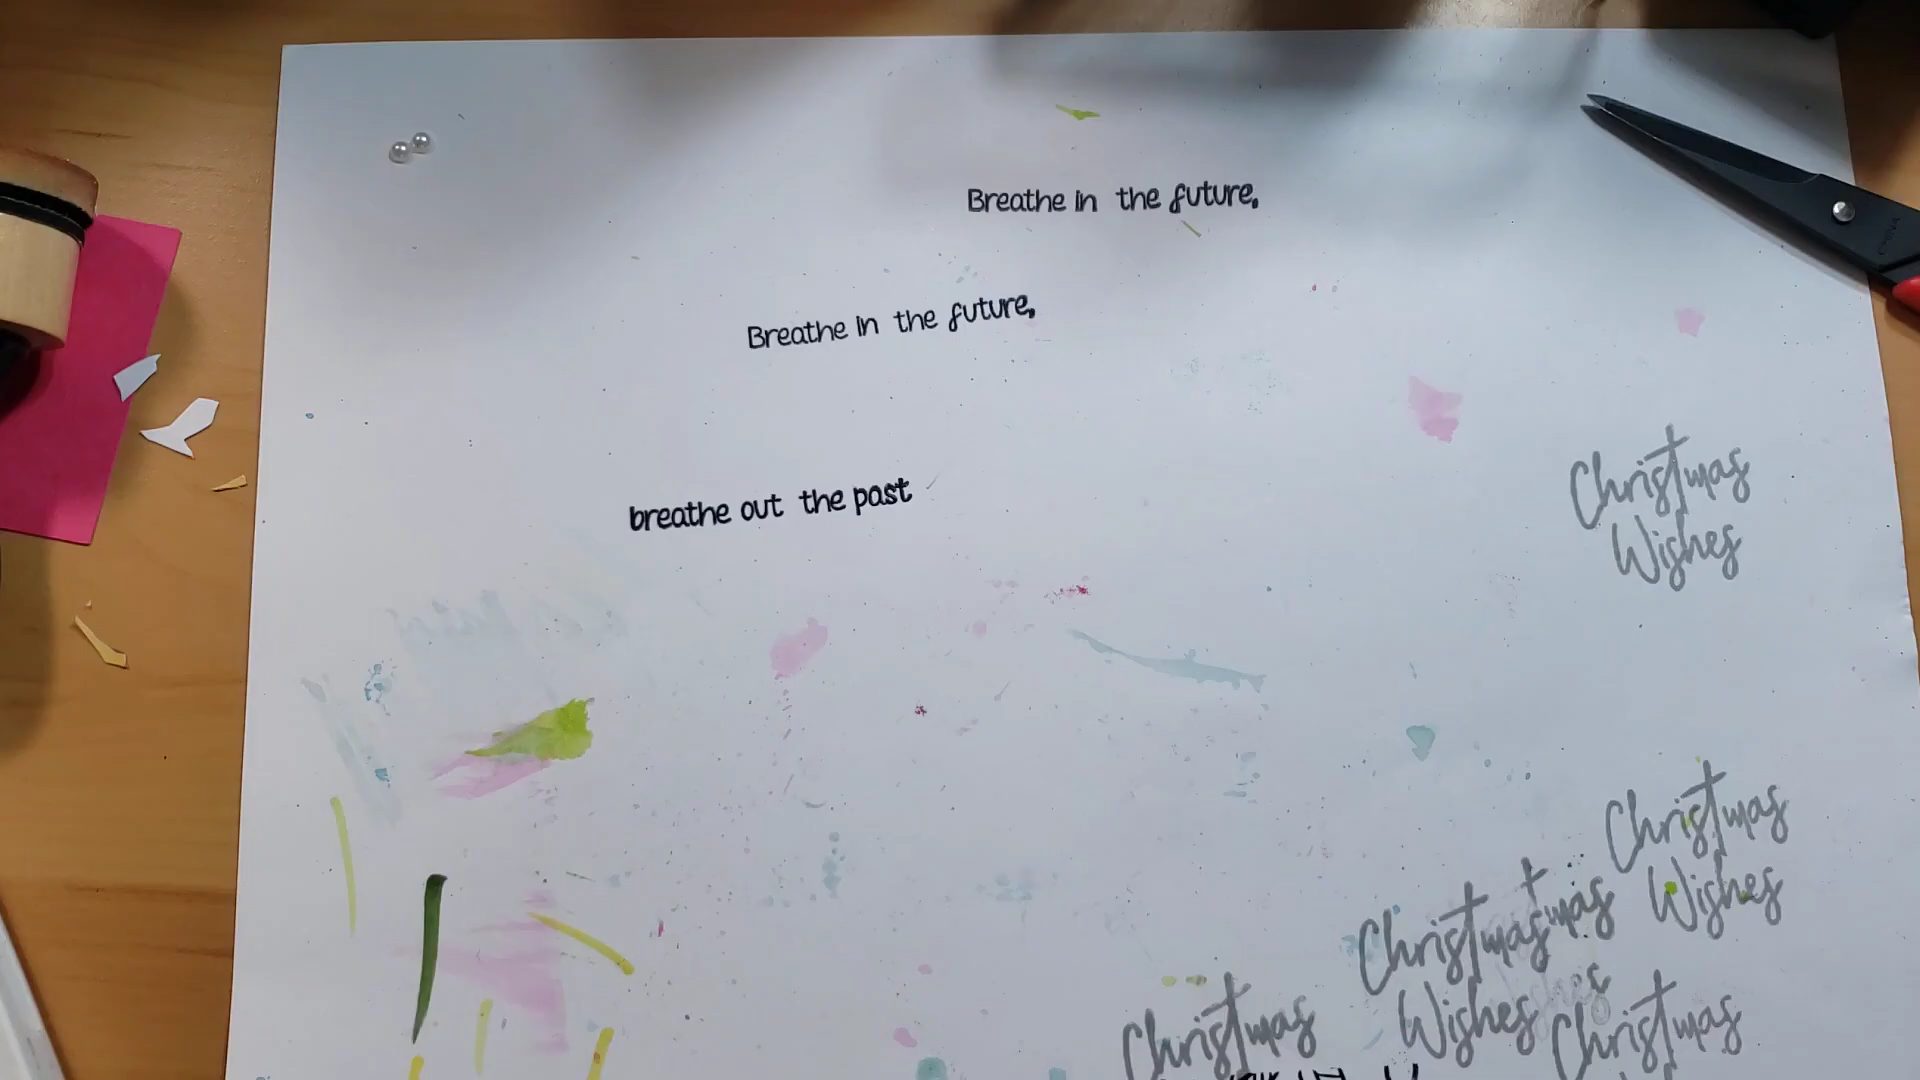 Breathe in the future,
Breathe in the future,
breathe out the past
Christmas
Wishes
Christmas
Wishes
Christmas
Wishes
mas
Christmas
Christmas